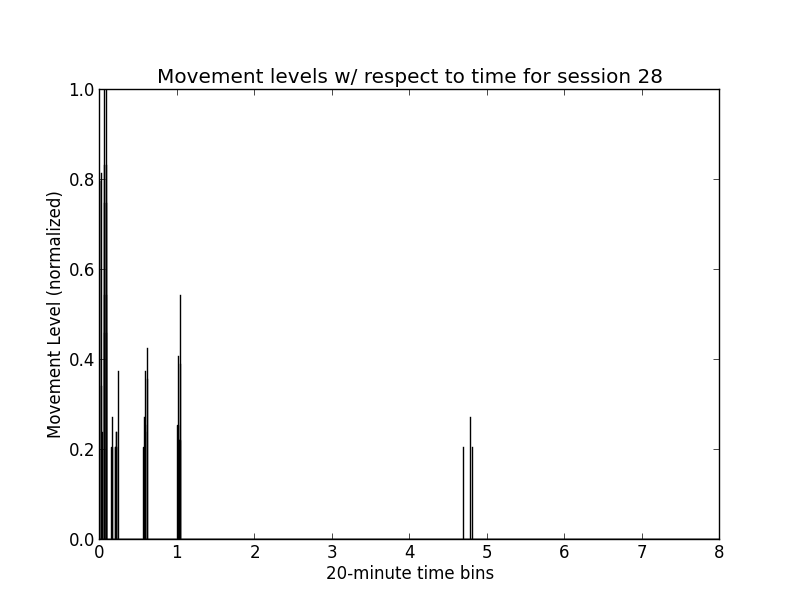 Movement levels w/ respect to time for session 28
1.0
0.8
0.6
0.4
0.2
0.0
Movement Level (normalized)
0 1 2 3 4 5 6 7 8
20-minute time bins